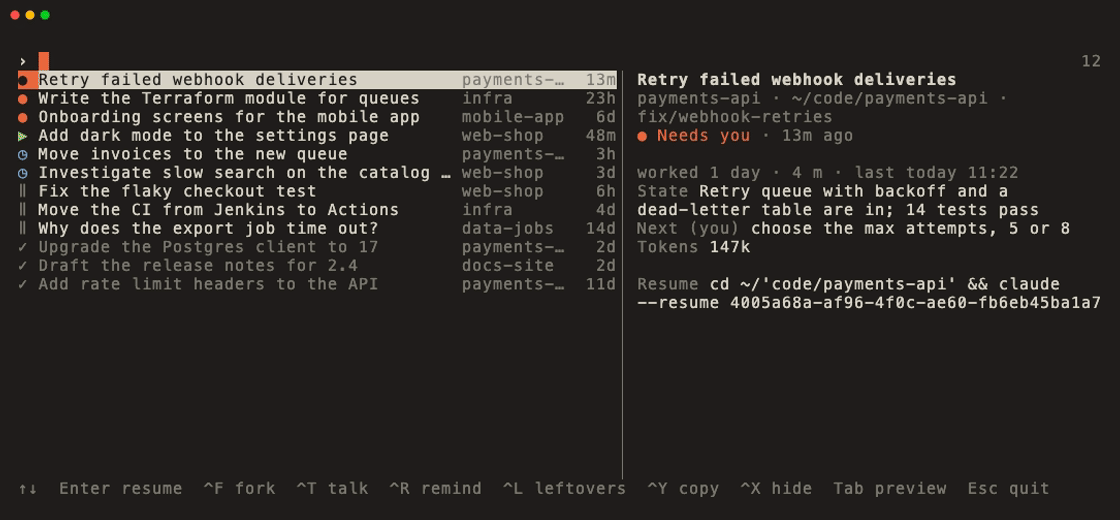 ›
12
● Retry failed webhook deliveries payments-… 13m
● Write the Terraform module for queues infra 23h
● Onboarding screens for the mobile app mobile-app 6d
▶ Add dark mode to the settings page web-shop 48m
◷ Move invoices to the new queue payments-… 3h
◷ Investigate slow search on the catalog … web-shop 3d
‖ Fix the flaky checkout test web-shop 6h
‖ Move the CI from Jenkins to Actions infra 4d
‖ Why does the export job time out? data-jobs 14d
✓ Upgrade the Postgres client to 17 payments-… 2d
✓ Draft the release notes for 2.4 docs-site 2d
✓ Add rate limit headers to the API payments-… 11d
Retry failed webhook deliveries
payments-api · ~/code/payments-api ·
fix/webhook-retries
● Needs you · 13m ago
worked 1 day · 4 m · last today 11:22
State Retry queue with backoff and a
dead-letter table are in; 14 tests pass
Next (you) choose the max attempts, 5 or 8
Tokens 147k
Resume cd ~/'code/payments-api' && claude
--resume 4005a68a-af96-4f0c-ae60-fb6eb45ba1a7
↑↓ Enter resume ^F fork ^T talk ^R remind ^L leftovers ^Y copy ^X hide Tab preview Esc quit